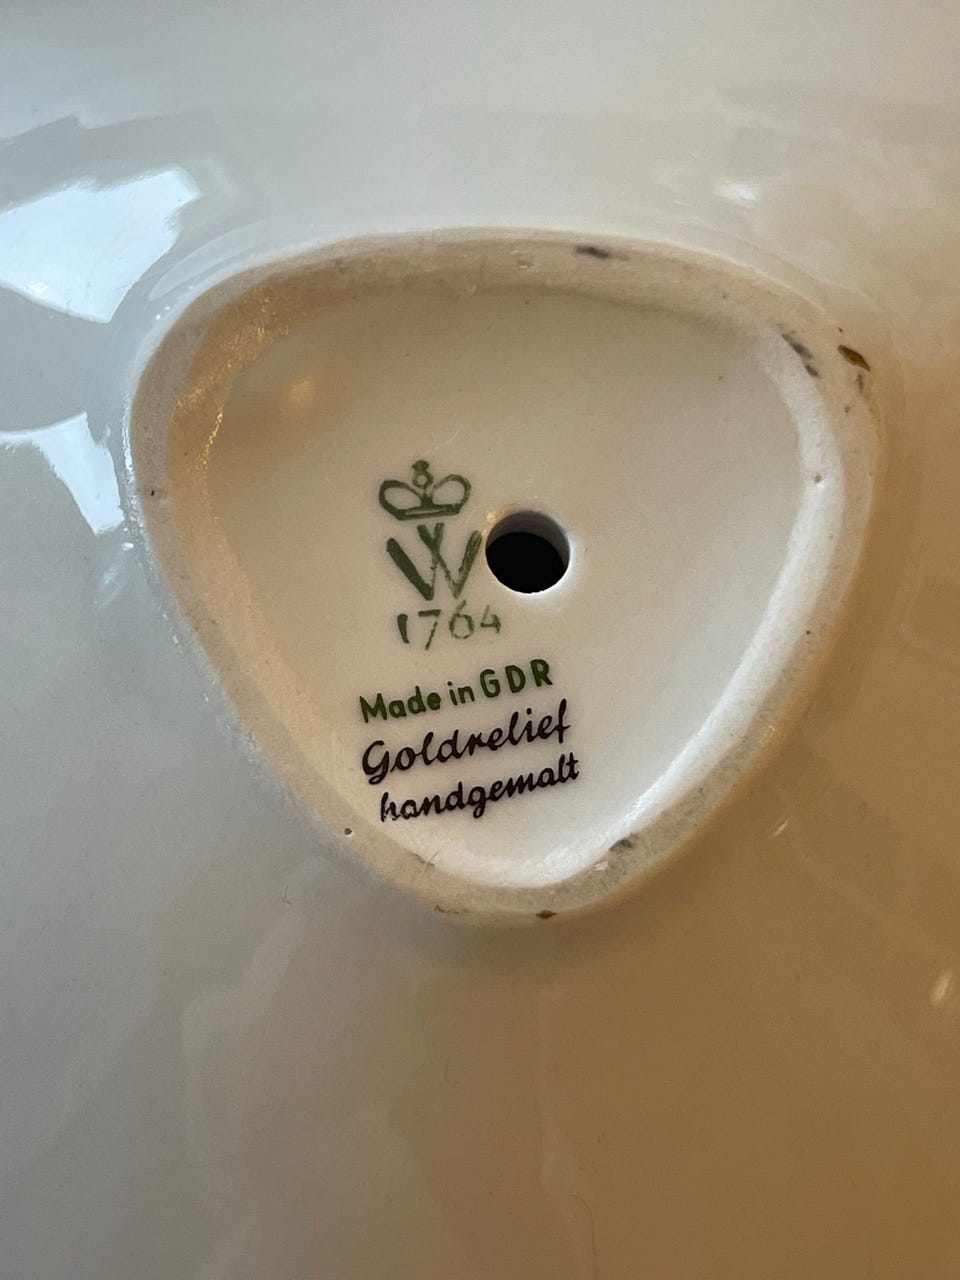 W
1764
Made in GDR
Goldrelief
handgemalt